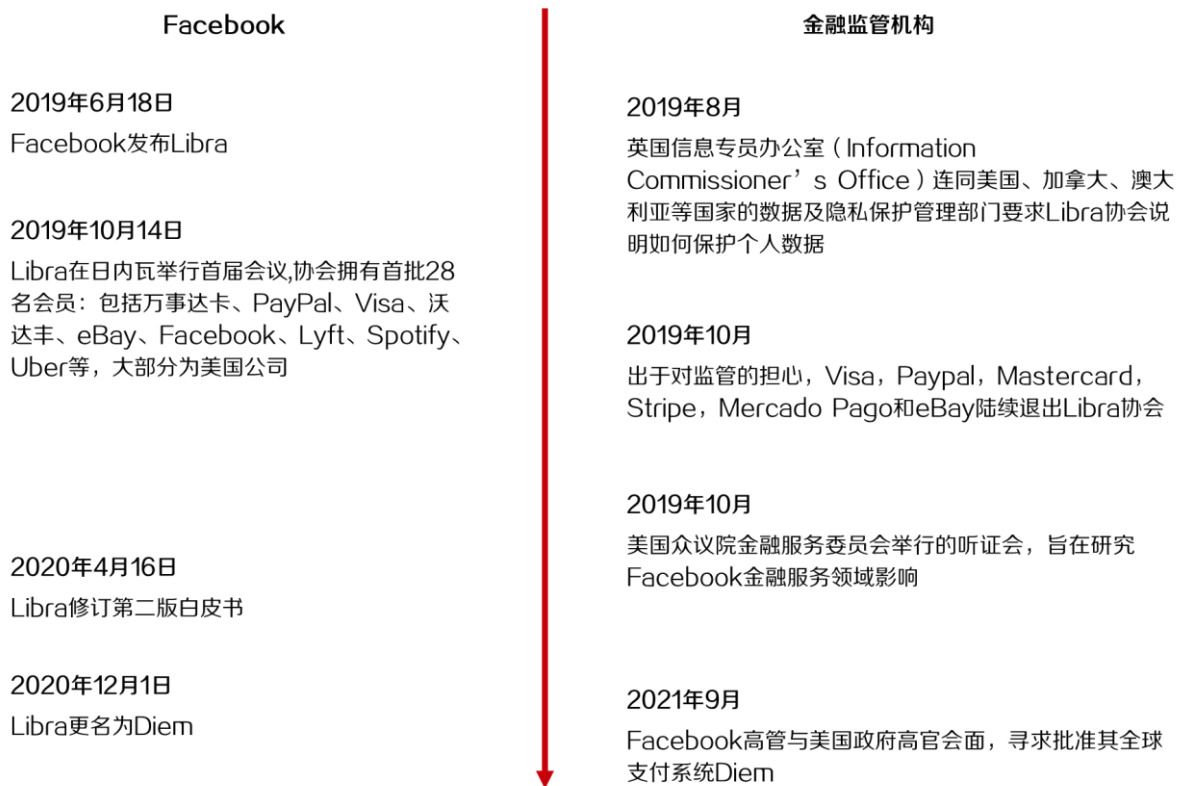 Facebook
2019年6月18日
Facebook发布Libra
2019年10月14日
Libra在日内瓦举行首届会议,协会拥有首批28
名会员：包括万事达卡、PayPal、Visa、沃
达丰、eBay、Facebook、Lyft、Spotify、
Uber等，大部分为美国公司
2020年4月16日
Libra修订第二版白皮书
2020年12月1日
Libra更名为Diem
金融监管机构
2019年8月
英国信息专员办公室（Information
Commissioner’s Office）连同美国、加拿大、澳大
利亚等国家的数据及隐私保护管理部门要求Libra协会说
明如何保护个人数据
2019年10月
出于对监管的担心，Visa，Paypal，Mastercard，
Stripe，Mercado Pago和eBay陆续退出Libra协会
2019年10月
美国众议院金融服务委员会举行的听证会，旨在研究
Facebook金融服务领域影响
2021年9月
Facebook高管与美国政府高官会面，寻求批准其全球
支付系统Diem